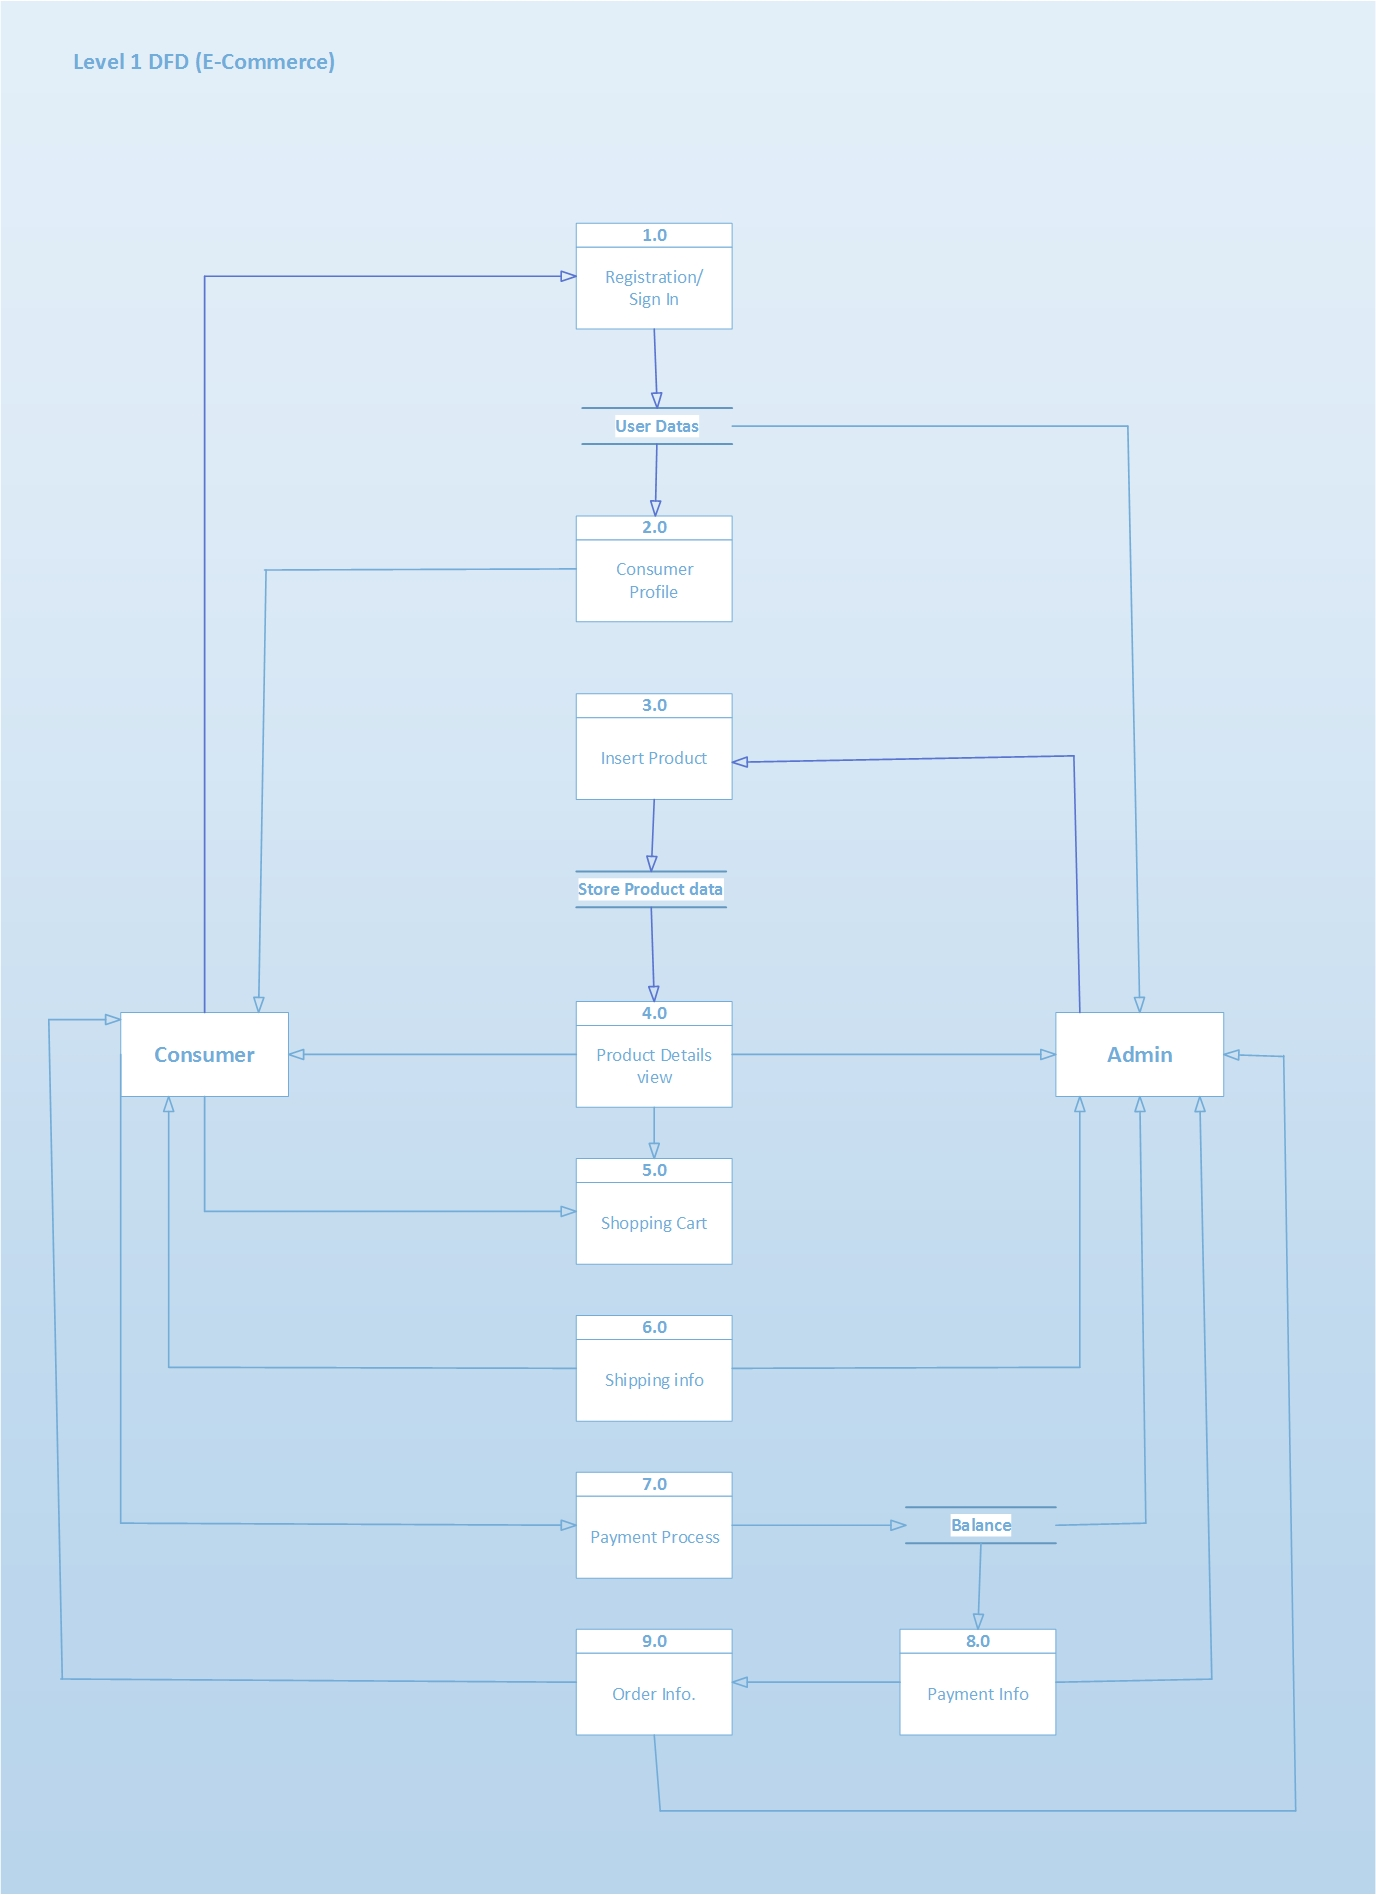 Level 1 DFD (E-Commerce)
1.0
Registration/
Sign In
User Datas
2.0
Consumer
Profile
3.0
Insert Product
Store Product data
4.0
Consumer
Product Details
view
Admin
5.0
Shopping Cart
6.0
Shipping info
7.0
Payment Process
Balance
9.0
Order Info.
8.0
Payment Info